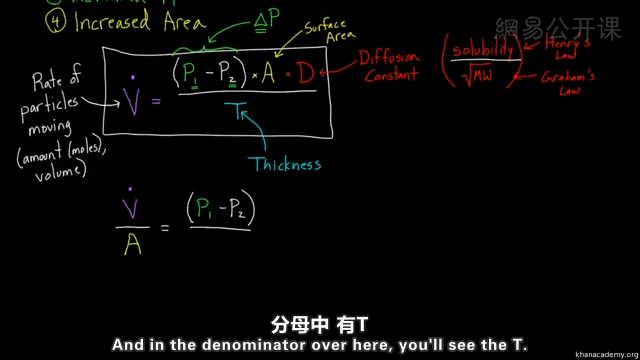 網易公开课
④ Increased Area
ΔP
Surface Area
Rate of particles moving (amount (moles), volume)
V̇ = (P₁ - P₂) * A * D / T
Diffusion Constant
(solubility / √MW)
Henry's Law
Graham's Law
Thickness
V̇ / A = (P₁ - P₂)
分母中 有T
And in the denominator over here, you'll see the T.
khanacademy.org